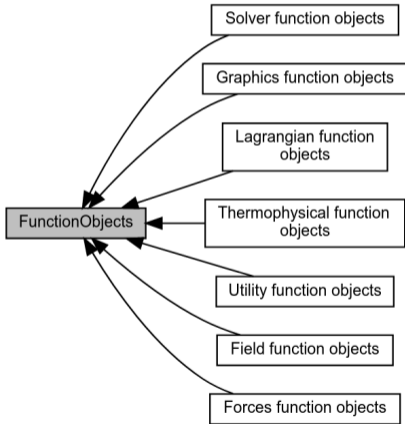 Solver function objects
Graphics function objects
Lagrangian function
objects
FunctionObjects
Thermophysical function
objects
Utility function objects
Field function objects
Forces function objects